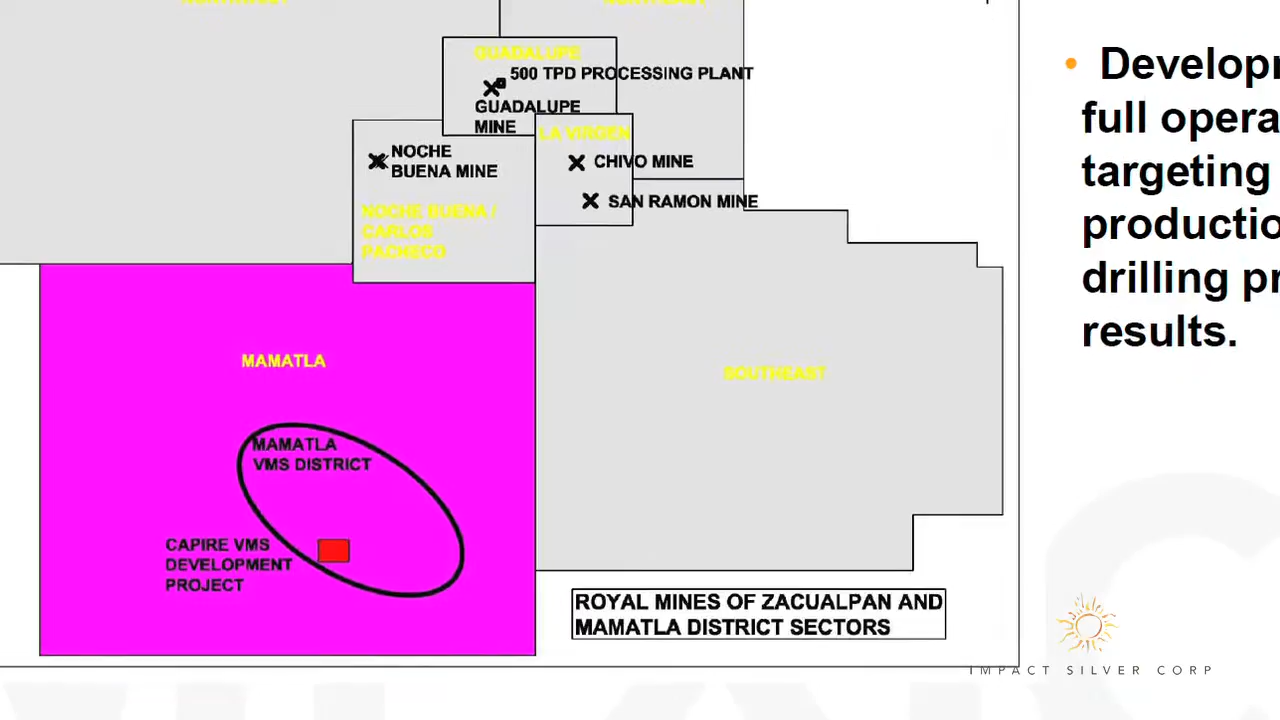 GUADALUPE
500 TPD PROCESSING PLANT
GUADALUPE
MINE
LA VIRGEN
NOCHE
BUENA MINE
CHIVO MINE
SAN RAMON MINE
NOCHE BUENA /
CARLOS
PACHECO
MAMATLA
SOUTHEAST
MAMATLA
VMS DISTRICT
CAPIRE VMS
DEVELOPMENT
PROJECT
ROYAL MINES OF ZACUALPAN AND
MAMATLA DISTRICT SECTORS
• Developm
full opera
targeting
productio
drilling pr
results.
IMPACT SILVER CORP